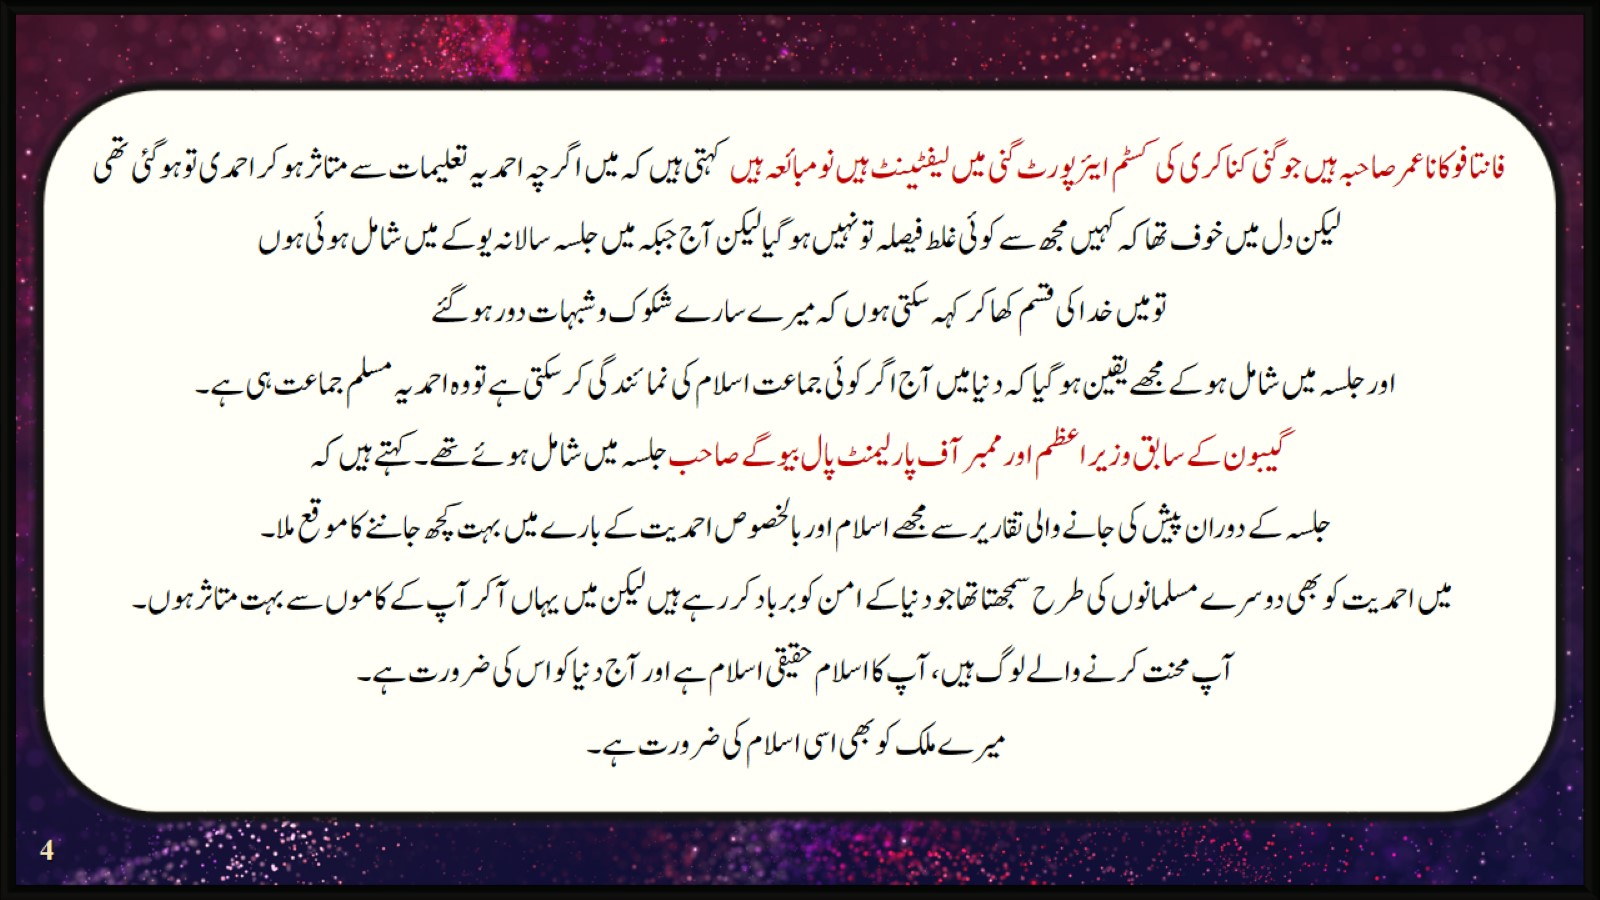 فانتا فوکانا عمر صاحبہ ہیں جو گنی کناکری کی کسٹم ایئرپورٹ گنی میں لیفٹیننٹ ہیں نومبائعہ ہیں کہتی ہیں کہ میں اگرچہ احمدیہ تعلیمات سے متاثر ہو کر احمدی تو ہو گئی تھی
لیکن دل میں خوف تھا کہ کہیں مجھ سے کوئی غلط فیصلہ تو نہیں ہو گیا لیکن آج جبکہ میں جلسہ سالانہ یوکے میں شامل ہوئی ہوں
تو میں خدا کی قسم کھا کر کہہ سکتی ہوں کہ میرے سارے شکوک و شبہات دور ہو گئے
اور جلسہ میں شامل ہو کے مجھے یقین ہو گیا کہ دنیا میں آج اگر کوئی جماعت اسلام کی نمائندگی کر سکتی ہے تو وہ احمدیہ مسلم جماعت ہی ہے۔
گیبون کے سابق وزیر اعظم اور ممبر آف پارلیمنٹ پال بیوگے صاحب جلسہ میں شامل ہوئے تھے۔ کہتے ہیں کہ
جلسہ کے دوران پیش کی جانے والی تقاریر سے مجھے اسلام اور بالخصوص احمدیت کے بارے میں بہت کچھ جاننے کا موقع ملا۔
میں احمدیت کو بھی دوسرے مسلمانوں کی طرح سمجھتا تھا جو دنیا کے امن کو برباد کر رہے ہیں لیکن میں یہاں آ کر آپ کے کاموں سے بہت متاثر ہوں۔
آپ محنت کرنے والے لوگ ہیں، آپ کا اسلام حقیقی اسلام ہے اور آج دنیا کو اس کی ضرورت ہے۔
میرے ملک کو بھی اسی اسلام کی ضرورت ہے۔
4